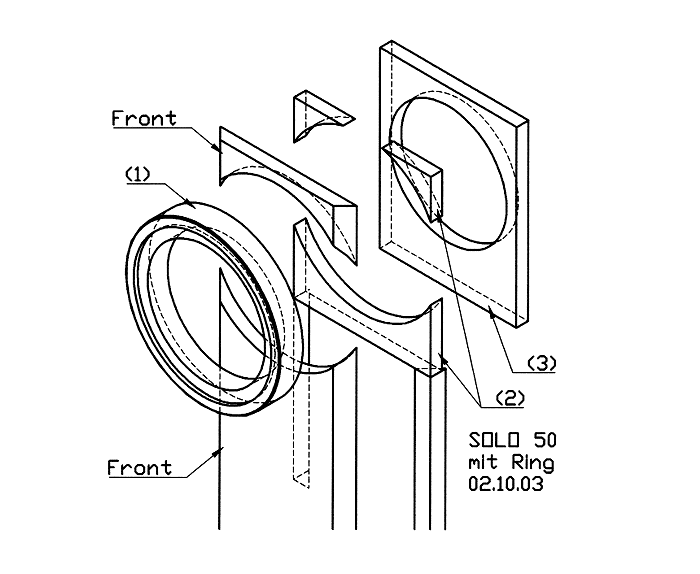 Front
(1)
(3)
(2)
SOLO 50
mit Ring
02.10.03
Front